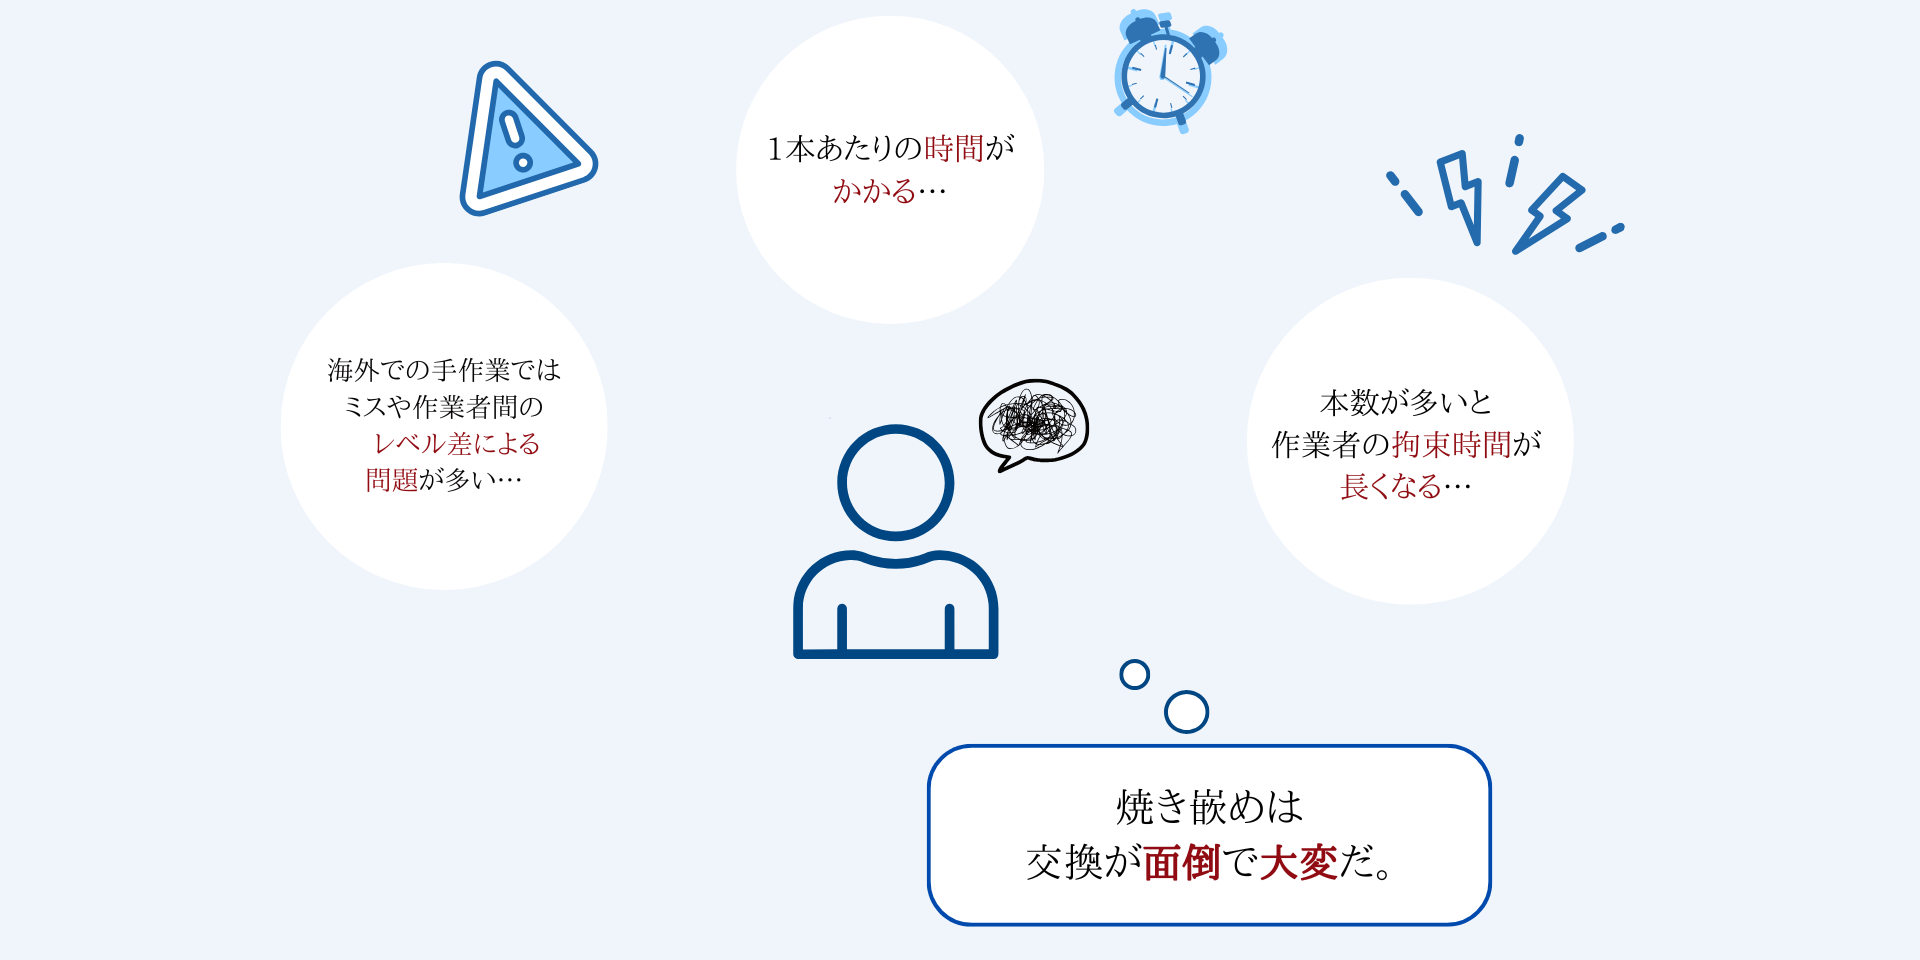 1本あたりの時間が
かかる…
海外での手作業では
ミスや作業者間の
レベル差による
問題が多い…
本数が多いと
作業者の拘束時間が
長くなる…
焼き嵌めは
交換が面倒で大変だ。